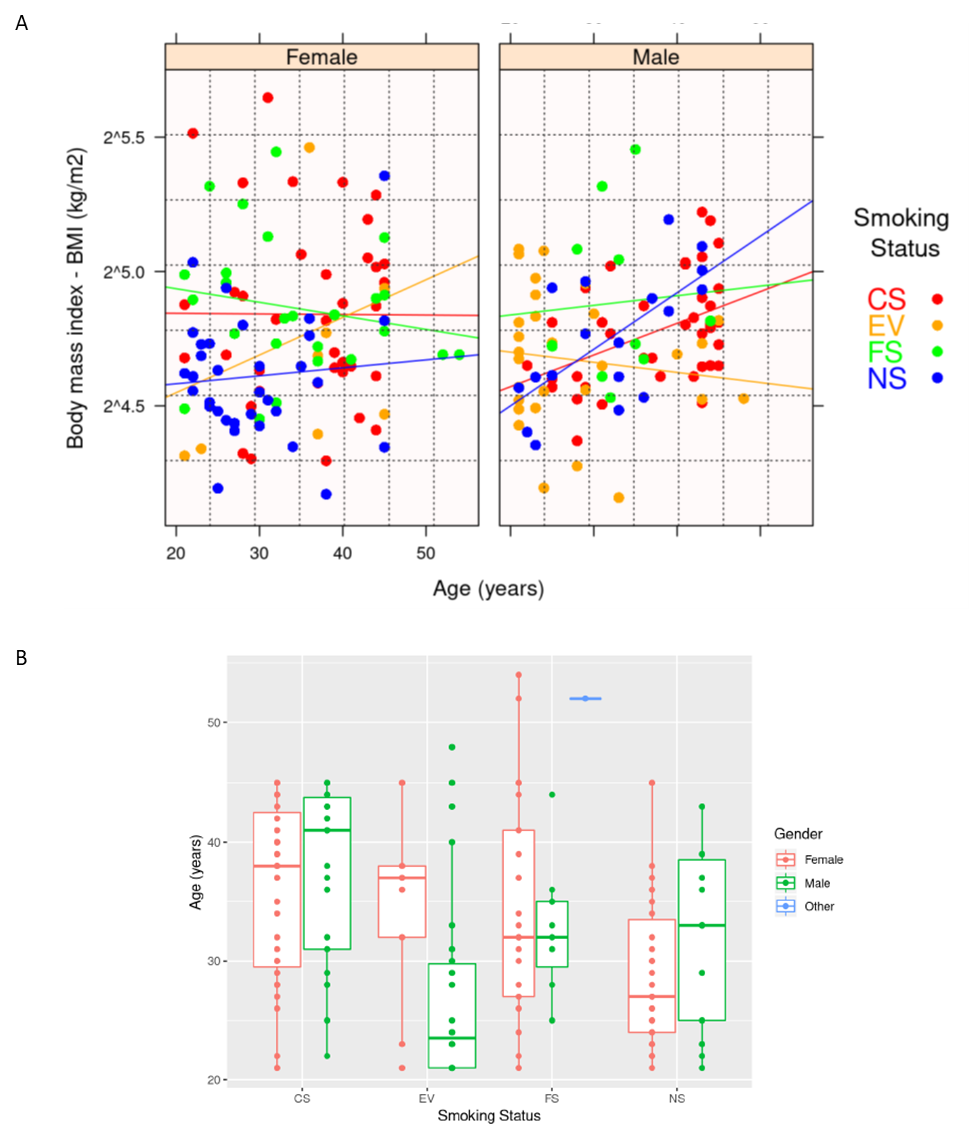 A
Female
Male
2^5.5
2^5.0
2^4.5
Body mass index - BMI (kg/m2)
20 30 40 50
Age (years)
Smoking
Status
CS
EV
FS
NS
B
50
40
30
20
Age (years)
CS EV FS NS
Smoking Status
Gender
Female
Male
Other